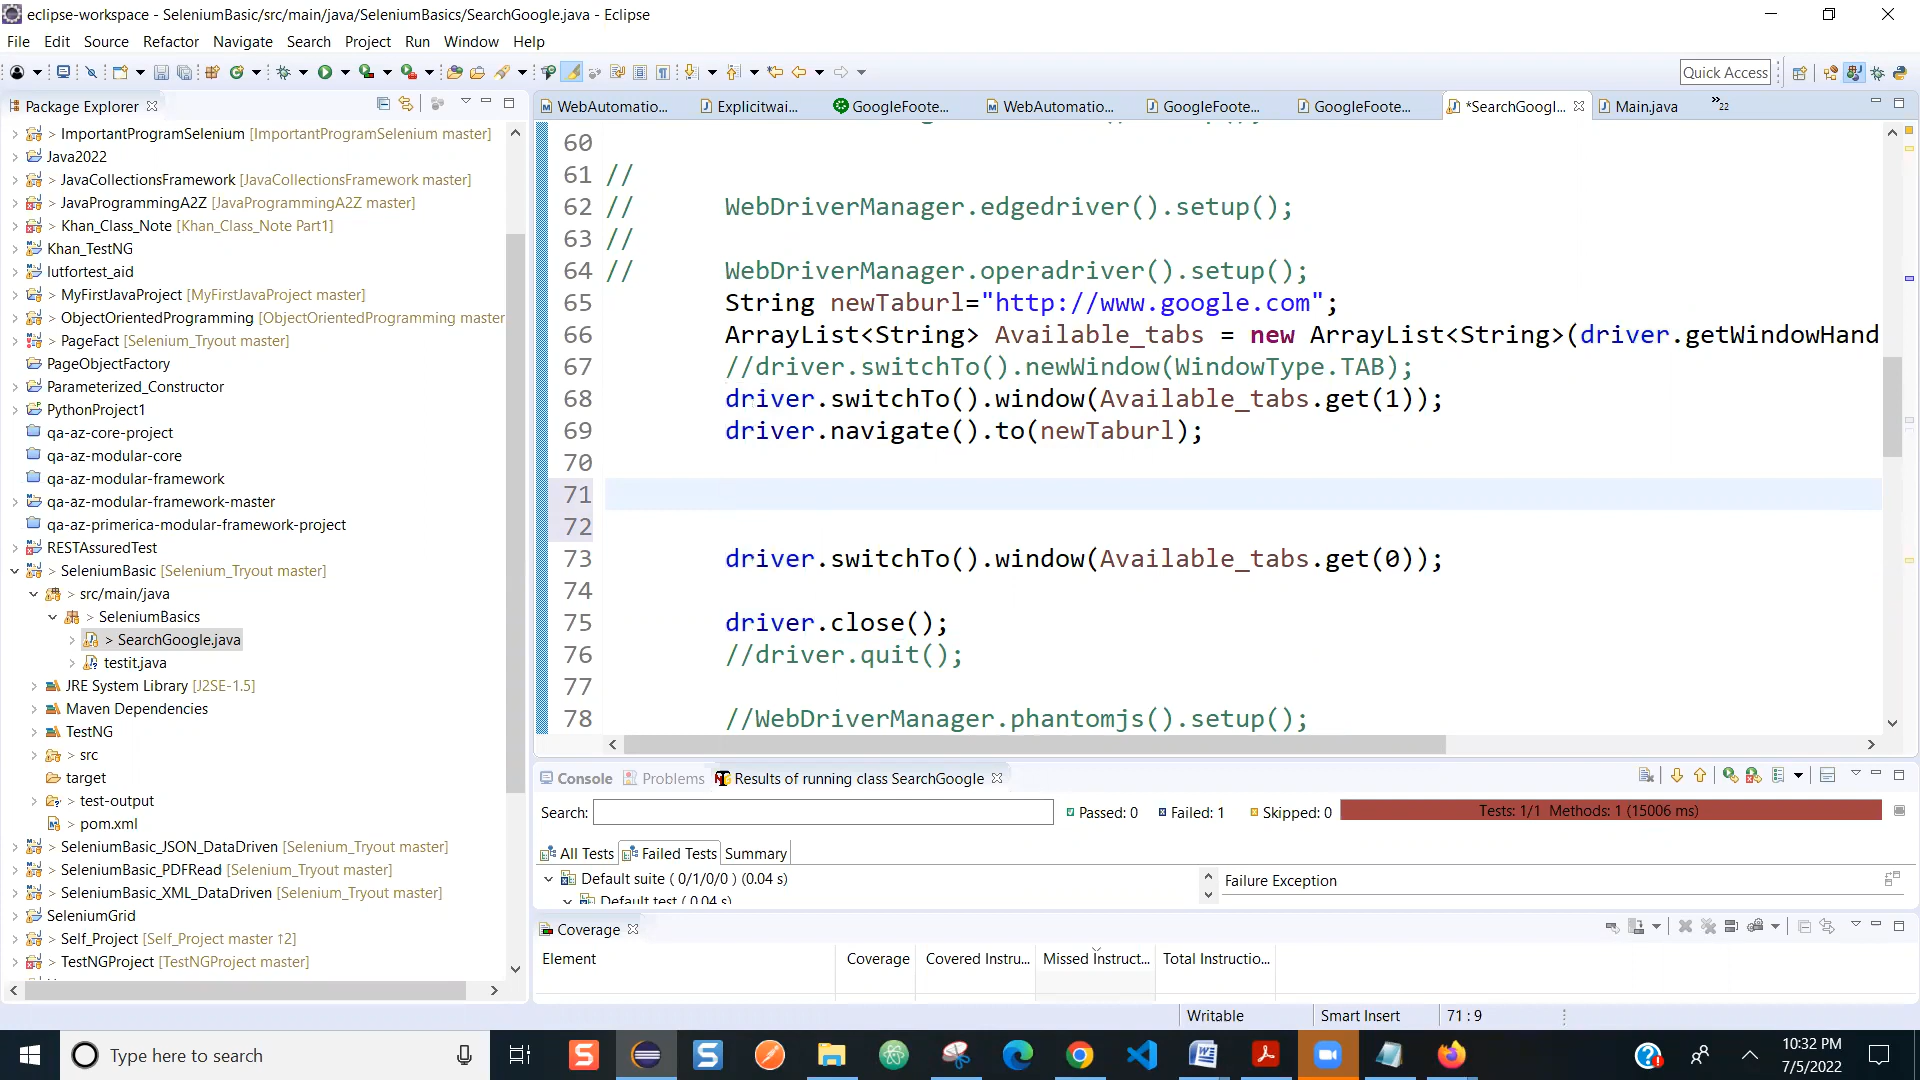 eclipse-workspace - SeleniumBasic/src/main/java/SeleniumBasics/SearchGoogle.java - Eclipse
File Edit Source Refactor Navigate Search Project Run Window Help
Quick Access
Package Explorer
> ImportantProgramSelenium [ImportantProgramSelenium master]
Java2022
> JavaCollectionsFramework [JavaCollectionsFramework master]
> JavaProgrammingA2Z [JavaProgrammingA2Z master]
> Khan_Class_Note [Khan_Class_Note Part1]
Khan_TestNG
lutfortest_aid
> MyFirstJavaProject [MyFirstJavaProject master]
> ObjectOrientedProgramming [ObjectOrientedProgramming master
> PageFact [Selenium_Tryout master]
PageObjectFactory
Parameterized_Constructor
PythonProject1
qa-az-core-project
qa-az-modular-core
qa-az-modular-framework
qa-az-modular-framework-master
qa-az-primerica-modular-framework-project
RESTAssuredTest
> SeleniumBasic [Selenium_Tryout master]
> src/main/java
> SeleniumBasics
> SearchGoogle.java
testit.java
JRE System Library [J2SE-1.5]
Maven Dependencies
TestNG
> src
target
> test-output
> pom.xml
> SeleniumBasic_JSON_DataDriven [Selenium_Tryout master]
> SeleniumBasic_PDFRead [Selenium_Tryout master]
> SeleniumBasic_XML_DataDriven [Selenium_Tryout master]
SeleniumGrid
> Self_Project [Self_Project master ↑2]
> TestNGProject [TestNGProject master]
WebAutomatio... Explicitwai... GoogleFoote... WebAutomatio... GoogleFoote... GoogleFoote... *SearchGoogl... Main.java »22
60
61 //
62 // WebDriverManager.edgedriver().setup();
63 //
64 // WebDriverManager.operadriver().setup();
65 String newTaburl="http://www.google.com";
66 ArrayList<String> Available_tabs = new ArrayList<String>(driver.getWindowHand
67 //driver.switchTo().newWindow(WindowType.TAB);
68 driver.switchTo().window(Available_tabs.get(1));
69 driver.navigate().to(newTaburl);
70
71
72
73 driver.switchTo().window(Available_tabs.get(0));
74
75 driver.close();
76 //driver.quit();
77
78 //WebDriverManager.phantomjs().setup();
Console Problems Results of running class SearchGoogle
Search: Passed: 0 Failed: 1 Skipped: 0 Tests: 1/1 Methods: 1 (15006 ms)
All Tests Failed Tests Summary
Default suite ( 0/1/0/0 ) (0.04 s)
Default test ( 0.04 s)
Failure Exception
Coverage
Element Coverage Covered Instru... Missed Instruct... Total Instructio...
Writable Smart Insert 71 : 9
Type here to search
10:32 PM
7/5/2022